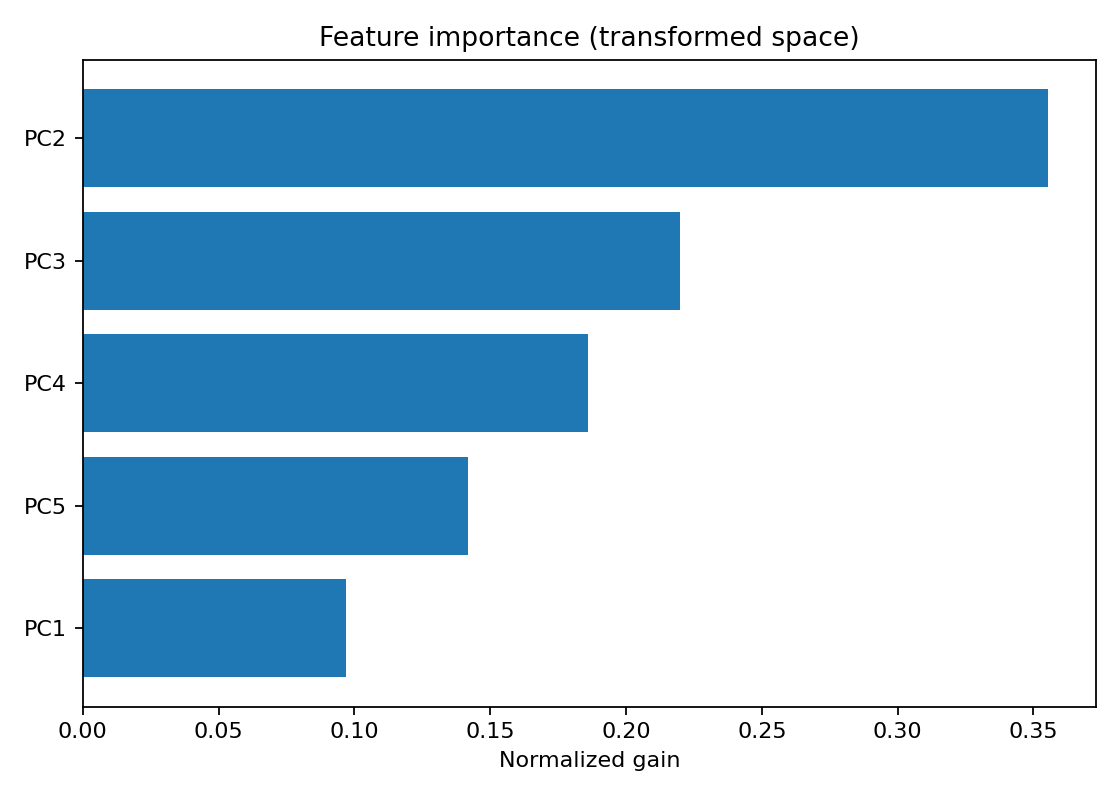 Feature importance (transformed space)
PC2
PC3
PC4
PC5
PC1
0.00 0.05 0.10 0.15 0.20 0.25 0.30 0.35
Normalized gain